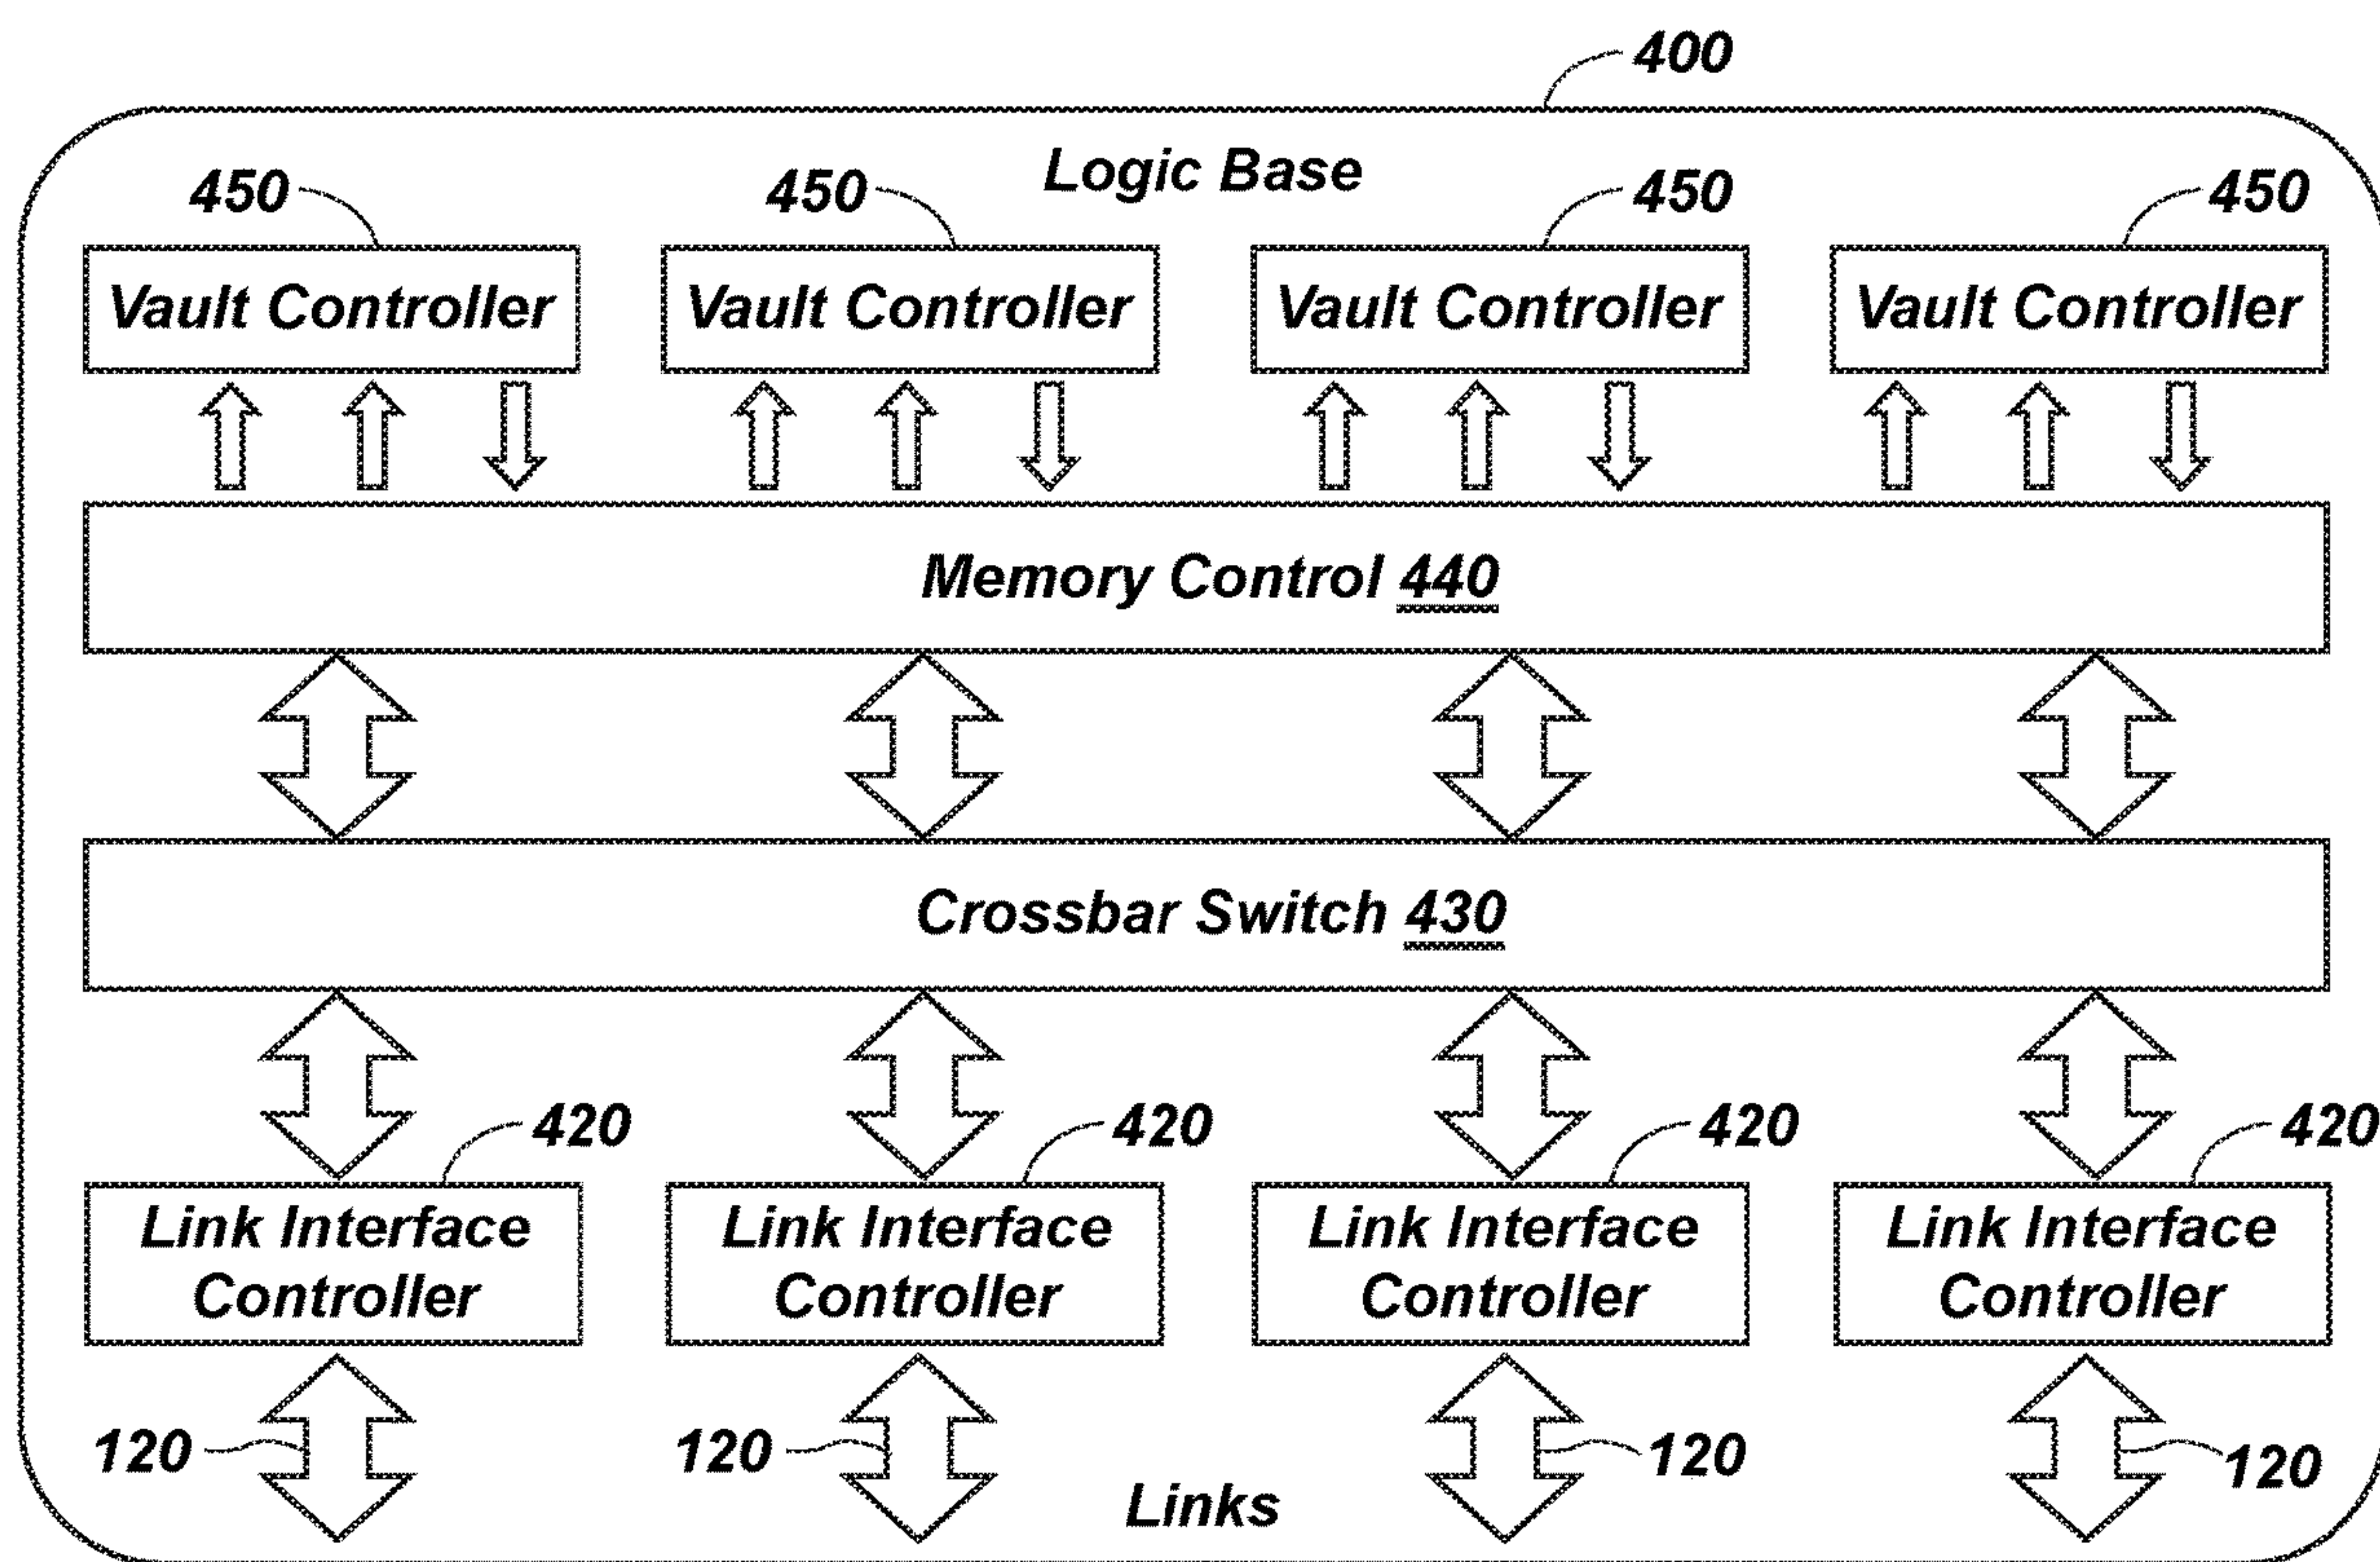 400
Logic Base
450 450 450 450
Vault Controller Vault Controller Vault Controller Vault Controller
Memory Control 440
Crossbar Switch 430
420 420 420 420
Link Interface Controller Link Interface Controller Link Interface Controller Link Interface Controller
120 120 120 120
Links